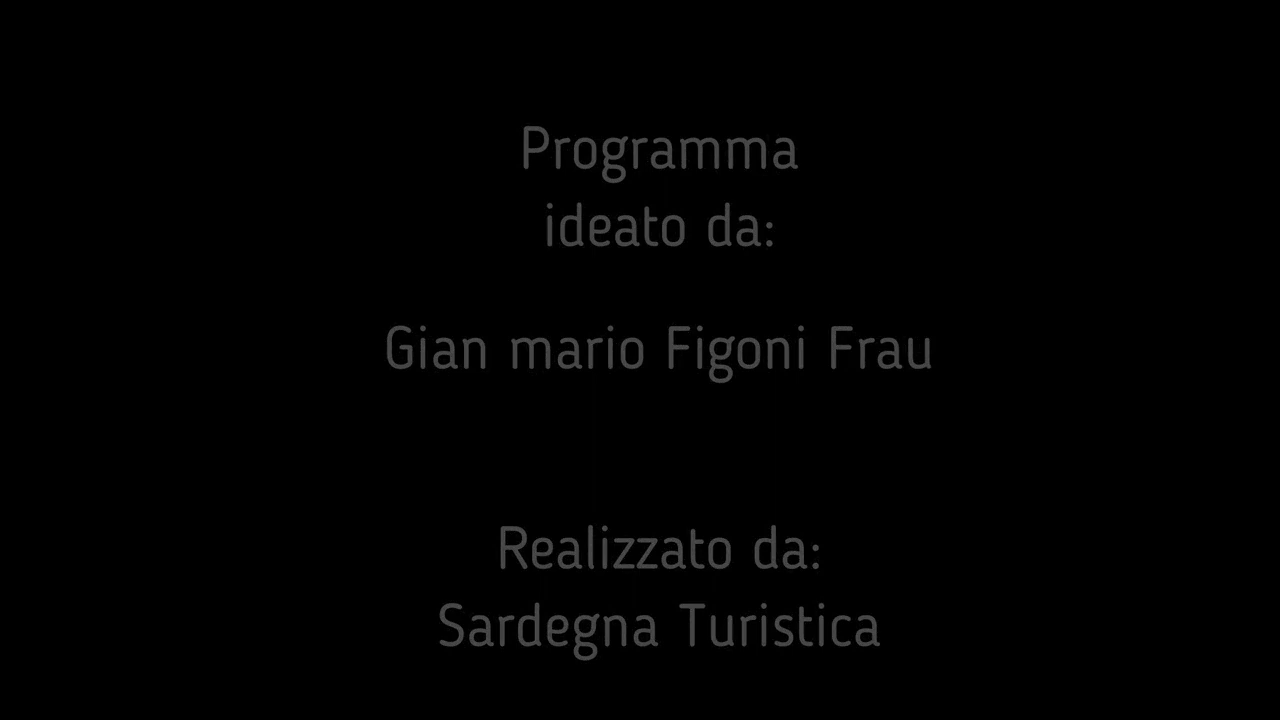 Programma
ideato da:
Gian mario Figoni Frau
Realizzato da:
Sardegna Turistica